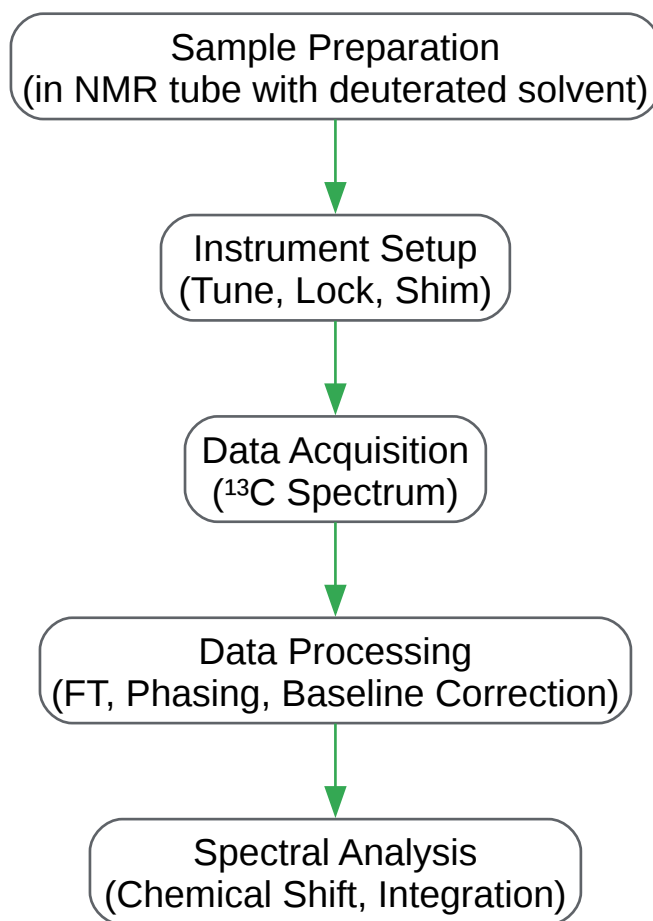 Sample Preparation
(in NMR tube with deuterated solvent)
Instrument Setup
(Tune, Lock, Shim)
Data Acquisition
(¹³C Spectrum)
Data Processing
(FT, Phasing, Baseline Correction)
Spectral Analysis
(Chemical Shift, Integration)